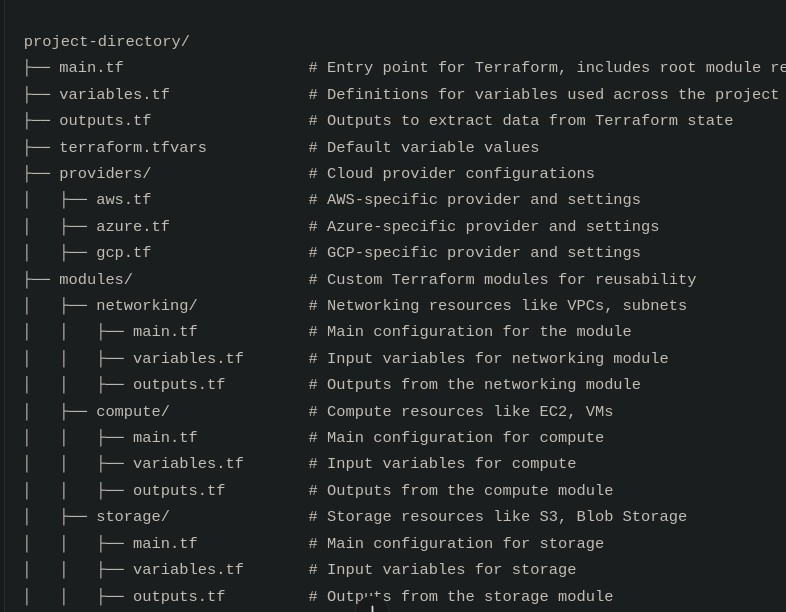 project-directory/
├── main.tf                    # Entry point for Terraform, includes root module
├── variables.tf               # Definitions for variables used across the project
├── outputs.tf                 # Outputs to extract data from Terraform state
├── terraform.tfvars           # Default variable values
├── providers/                 # Cloud provider configurations
│   ├── aws.tf                 # AWS-specific provider and settings
│   ├── azure.tf               # Azure-specific provider and settings
│   ├── gcp.tf                 # GCP-specific provider and settings
├── modules/                   # Custom Terraform modules for reusability
│   ├── networking/            # Networking resources like VPCs, subnets
│   │   ├── main.tf            # Main configuration for the module
│   │   ├── variables.tf       # Input variables for networking module
│   │   ├── outputs.tf         # Outputs from the networking module
│   ├── compute/               # Compute resources like EC2, VMs
│   │   ├── main.tf            # Main configuration for compute
│   │   ├── variables.tf       # Input variables for compute
│   │   ├── outputs.tf         # Outputs from the compute module
│   ├── storage/               # Storage resources like S3, Blob Storage
│   │   ├── main.tf            # Main configuration for storage
│   │   ├── variables.tf       # Input variables for storage
│   │   ├── outputs.tf         # Outputs from the storage module